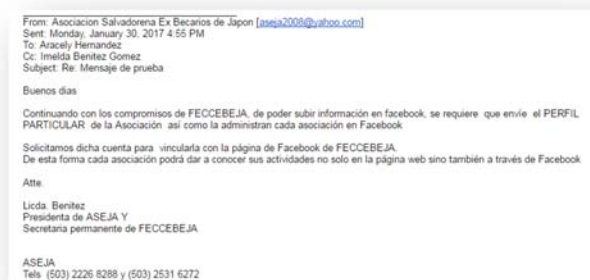 From: Asociacion Salvadorena Ex Becarios de Japon [aseja2008@yahoo.com]
Sent: Monday, January 30, 2017 4:55 PM
To: Aracely Hernandez
Cc: Imelda Benitez Gomez
Subject: Re: Mensaje de prueba
Buenos dias
Continuando con los compromisos de FECCEBEJA, de poder subir información en facebook, se requiere que envie el PERFIL
PARTICULAR de la Asociación así como la administran cada asociación en Facebook
Solicitamos dicha cuenta para vincularla con la página de Facebook de FECCEBEJA.
De esta forma cada asociación podrá dar a conocer sus actividades no solo en la página web sino también a través de Facebook
Atte.
Licda. Benitez
Presidenta de ASEJA Y
Secretaria permanente de FECCEBEJA
ASEJA
Tels (503) 2226 8288 y (503) 2531 6272